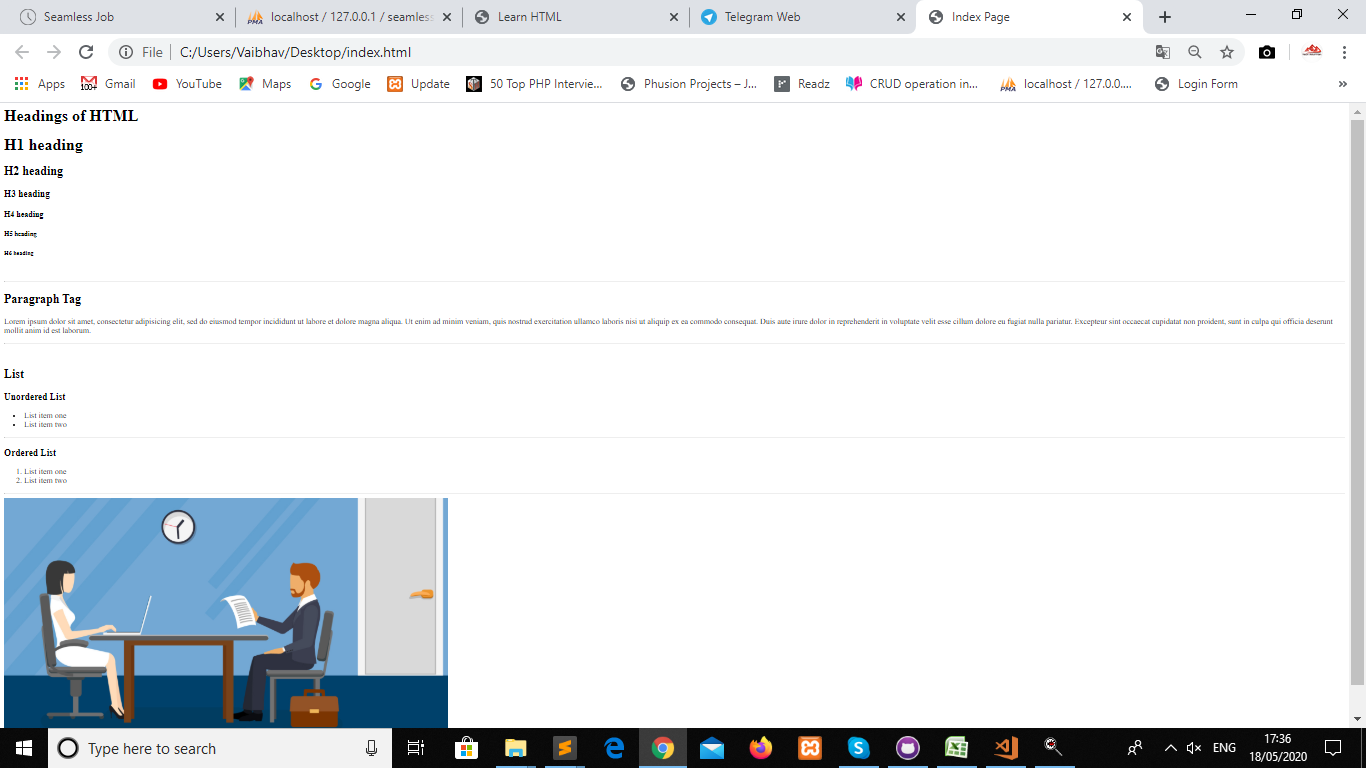 Seamless Job
localhost / 127.0.0.1 / seamless
Learn HTML
Telegram Web
Index Page
File
C:/Users/Vaibhav/Desktop/index.html
Apps
100+
Gmail
YouTube
Maps
Google
Update
50 Top PHP Intervie...
Phusion Projects – J...
Readz
CRUD operation in...
localhost / 127.0.0....
Login Form
Headings of HTML
H1 heading
H2 heading
H3 heading
H4 heading
H5 heading
H6 heading
Paragraph Tag
Lorem ipsum dolor sit amet, consectetur adipisicing elit, sed do eiusmod tempor incididunt ut labore et dolore magna aliqua. Ut enim ad minim veniam, quis nostrud exercitation ullamco laboris nisi ut aliquip ex ea commodo consequat. Duis aute irure dolor in reprehenderit in voluptate velit esse cillum dolore eu fugiat nulla pariatur. Excepteur sint occaecat cupidatat non proident, sunt in culpa qui officia deserunt
mollit anim id est laborum.
List
Unordered List
• List item one
• List item two
Ordered List
1. List item one
2. List item two
Type here to search
ENG
17:36
18/05/2020